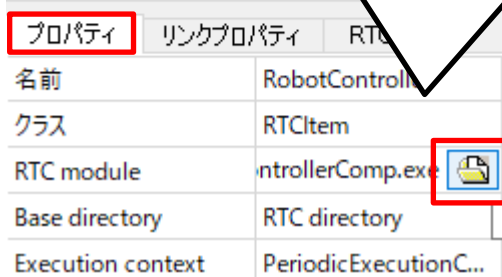 プロパティ リンクプロパティ RTC
名前 RobotControlle
クラス RTCItem
RTC module ntrollerComp.exe
Base directory RTC directory
Execution context PeriodicExecutionC...